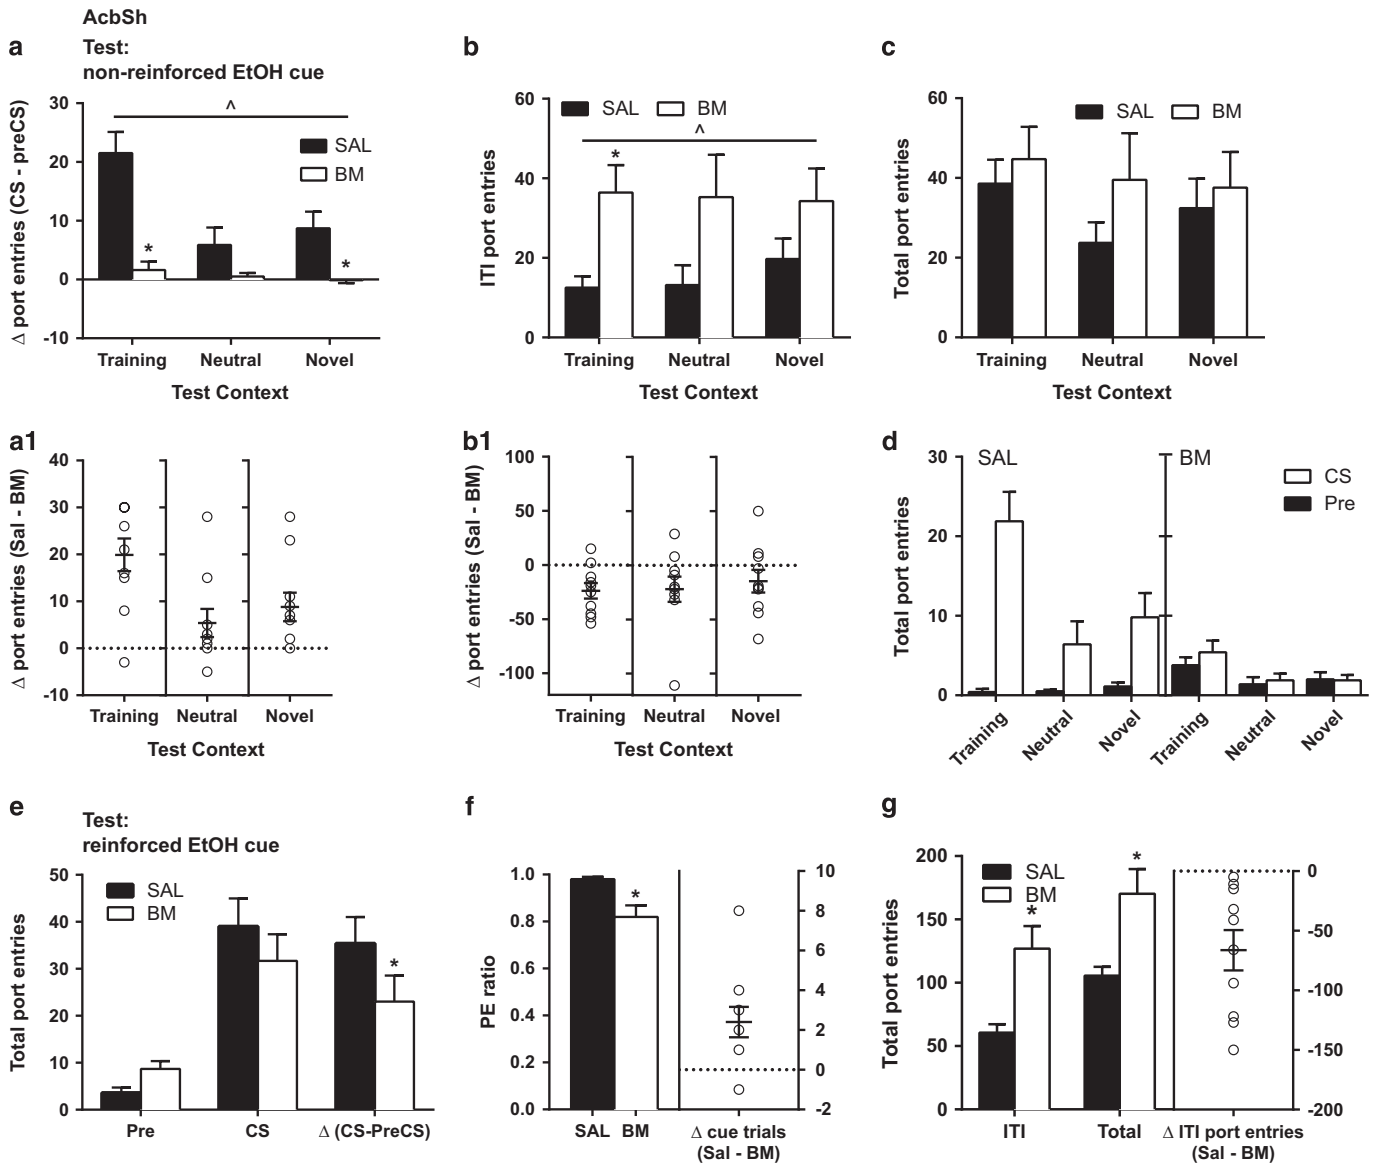 AcbSh
a
Test:
non-reinforced EtOH cue
Δ port entries (CS - preCS)
30
20
10
0
-10
^
SAL
BM
*
*
Training Neutral Novel
Test Context
b
ITI port entries
60
40
20
0
SAL BM
^
*
Training Neutral Novel
Test Context
c
Total port entries
60
40
20
0
SAL BM
Training Neutral Novel
Test Context
a1
Δ port entries (Sal - BM)
40
30
20
10
0
-10
Training Neutral Novel
Test Context
b1
Δ port entries (Sal - BM)
100
50
0
-50
-100
Training Neutral Novel
Test Context
d
Total port entries
30
20
10
0
SAL BM
CS
Pre
Training Neutral Novel Training Neutral Novel
e
Test:
reinforced EtOH cue
Total port entries
50
40
30
20
10
0
SAL
BM
*
Pre CS Δ (CS-PreCS)
f
PE ratio
1.0
0.8
0.6
0.4
0.2
0.0
*
10
8
6
4
2
0
-2
SAL BM Δ cue trials
(Sal - BM)
g
Total port entries
200
150
100
50
0
SAL
BM
*
*
0
-50
-100
-150
-200
ITI Total Δ ITI port entries
(Sal - BM)